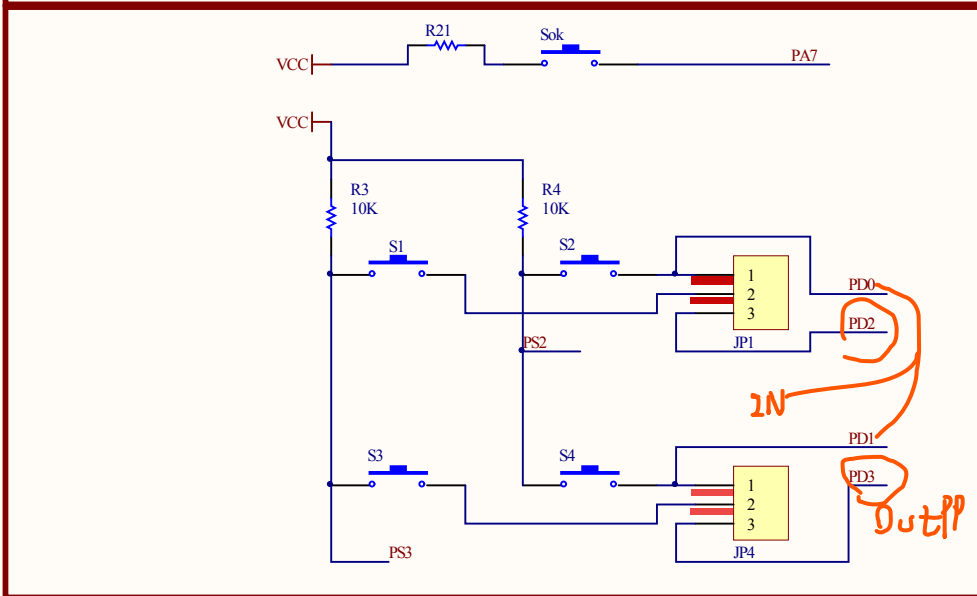 R21
Sok
VCC
PA7
VCC
R3
10K
R4
10K
S1
S2
1
2
3
JP1
PD0
PD2
PS2
IN
PD1
PD3
S3
S4
1
2
3
JP4
PS3
OutPP